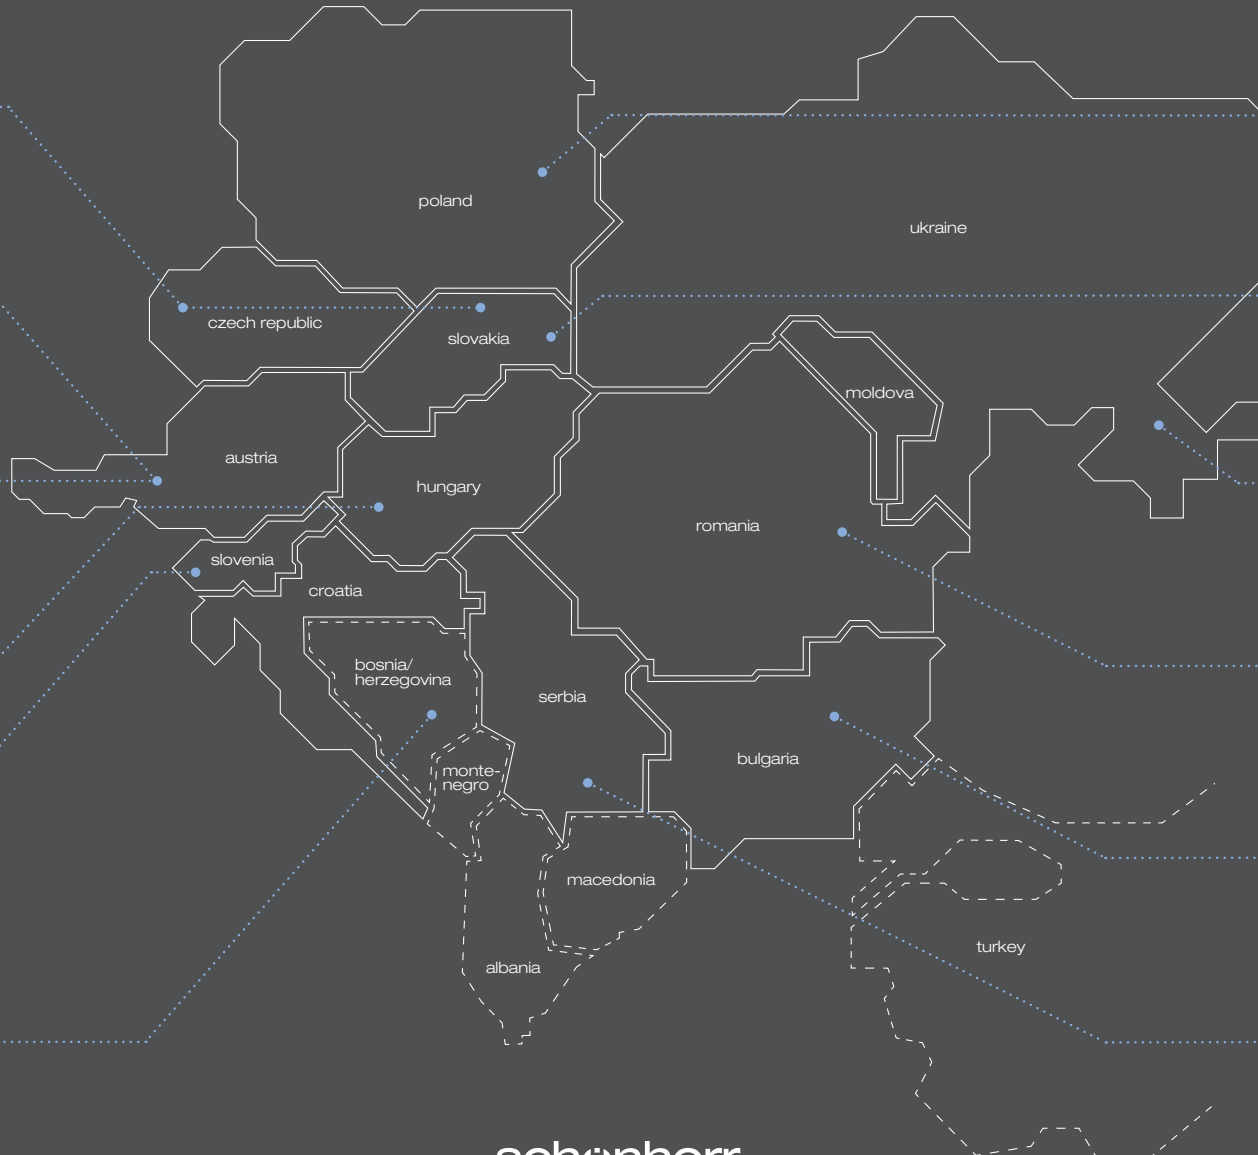 poland
ukraine
czech republic
slovakia
moldova
austria
hungary
romania
slovenia
croatia
bosnia/
herzegovina
serbia
bulgaria
monte-
negro
macedonia
turkey
albania